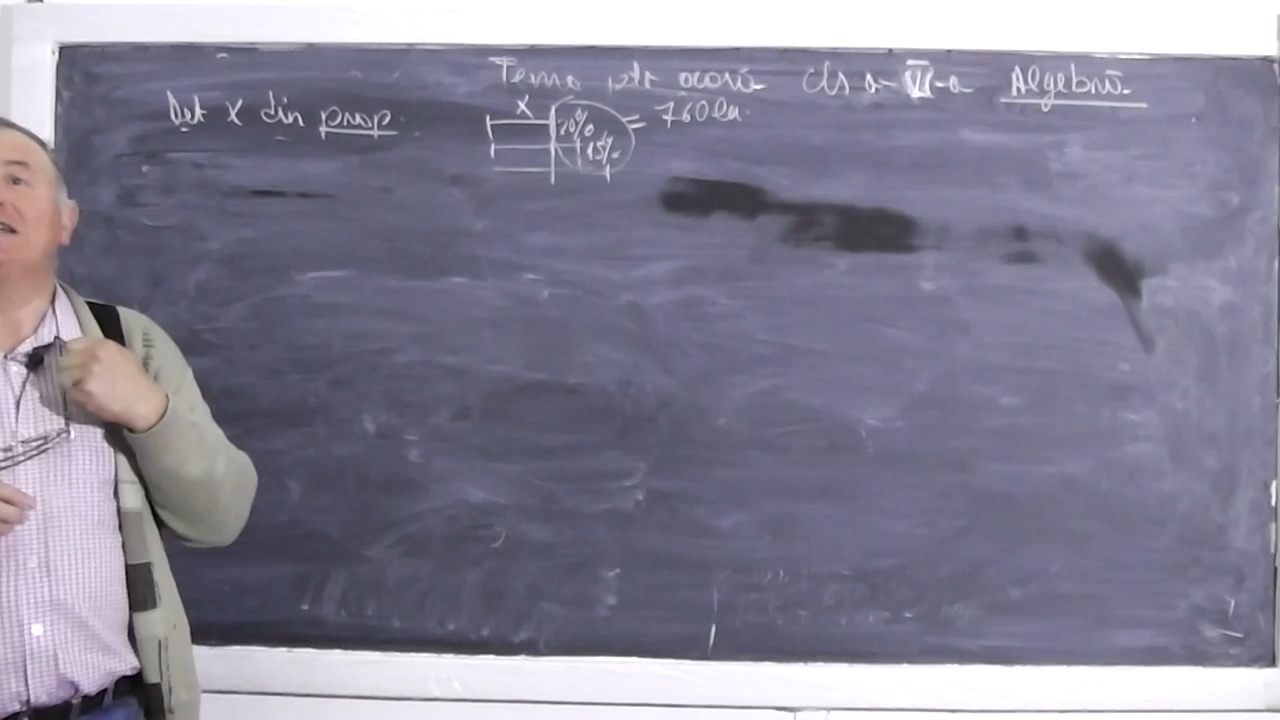 Tema ptr acasă cls a-VI-a Algebră
Det x din prop.
x
20%
15%
= 760 lei